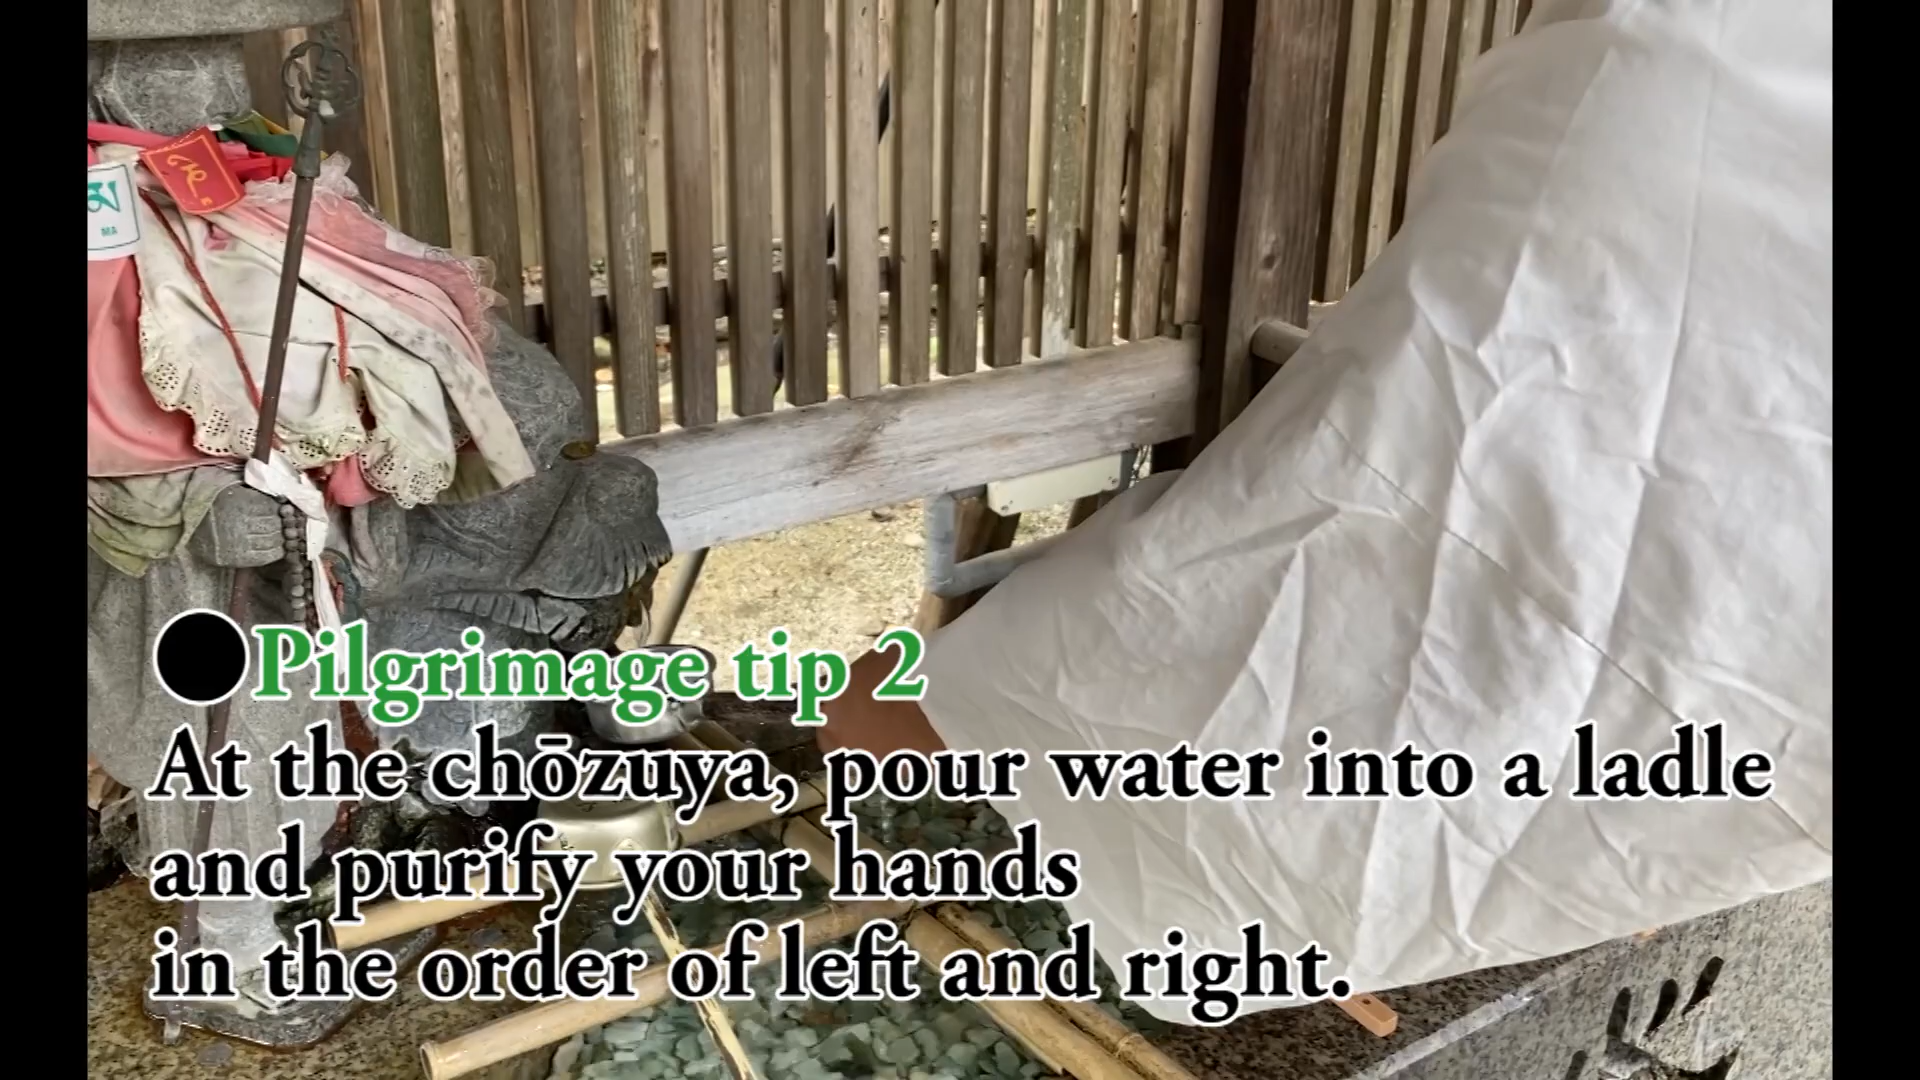 MA
●Pilgrimage tip 2
At the chōzuya, pour water into a ladle
and purify your hands
in the order of left and right.